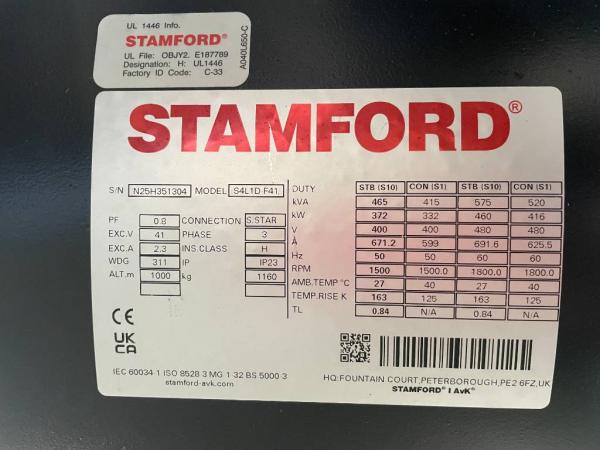 UL 1446 Info.
STAMFORD®
UL File: OBJY2. E187789
Designation: H: UL1446
Factory ID Code: C-33
A040L650-C
STAMFORD®
S/N N25H351304 MODEL S4L1D-F41.
PF 0.8 CONNECTION S.STAR
EXC.V 41 PHASE 3
EXC.A 2.3 INS.CLASS H
WDG 311 IP IP23
ALT.m 1000 kg 1160
DUTY STB (S10) CON (S1) STB (S10) CON (S1)
kVA 465 415 575 520
kW 372 332 460 416
V 400 400 480 480
A 671.2 599 691.6 625.5
Hz 50 50 60 60
RPM 1500 1500.0 1800.0 1800.0
AMB.TEMP °C 27 40 27 40
TEMP.RISE K 163 125 163 125
TL 0.84 N/A 0.84 N/A
CE
UK
CA
IEC 60034-1 ISO 8528-3 MG 1-32 BS 5000-3
stamford-avk.com
HQ:FOUNTAIN COURT,PETERBOROUGH,PE2 6FZ,UK
STAMFORD® | AvK®